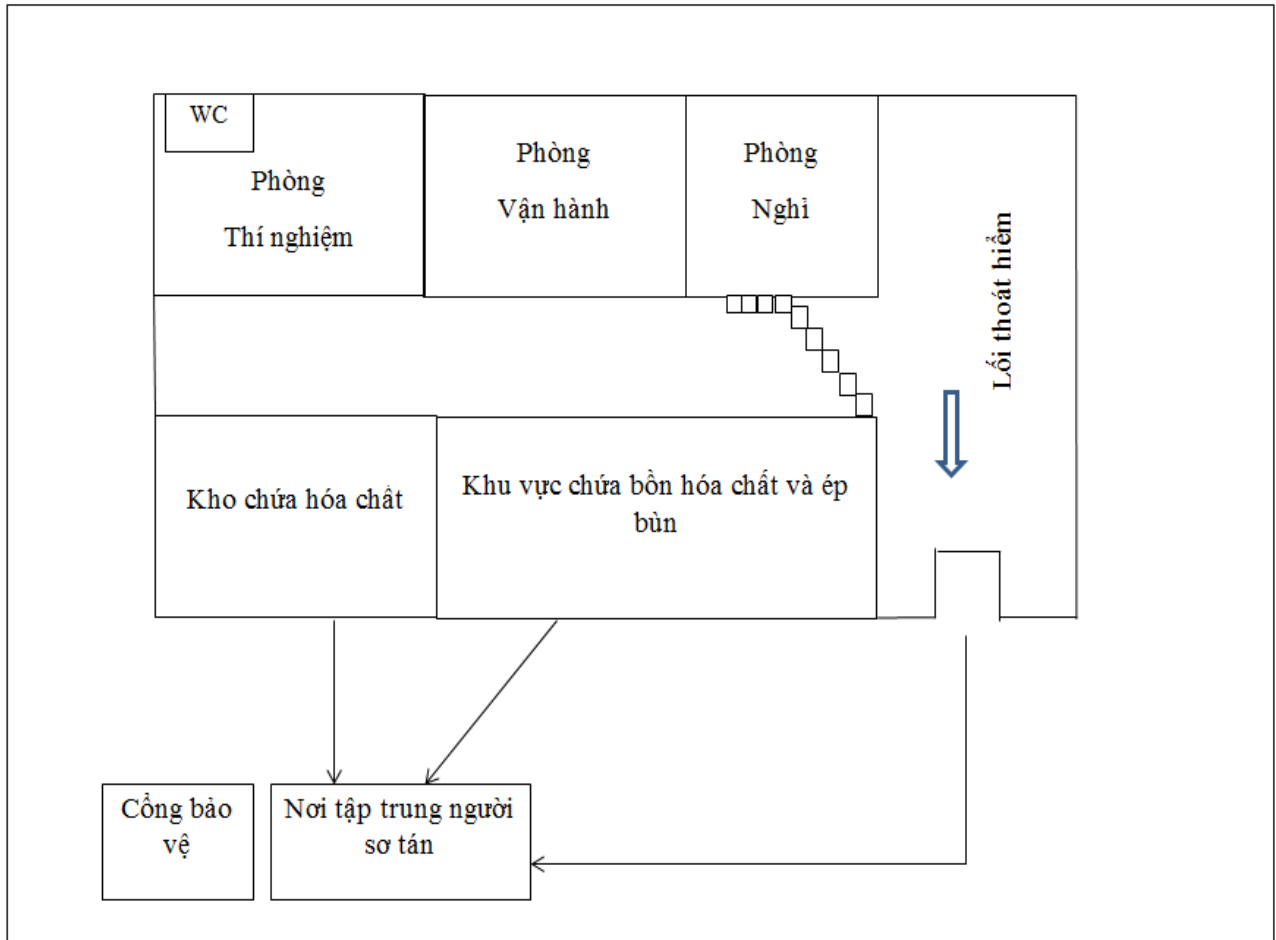 WC
Phòng
Thí nghiệm
Phòng
Vận hành
Phòng
Nghỉ
Lối thoát hiểm
Kho chứa hóa chất
Khu vực chứa bồn hóa chất và ép
bùn
Cổng bảo
vệ
Nơi tập trung người
sơ tán